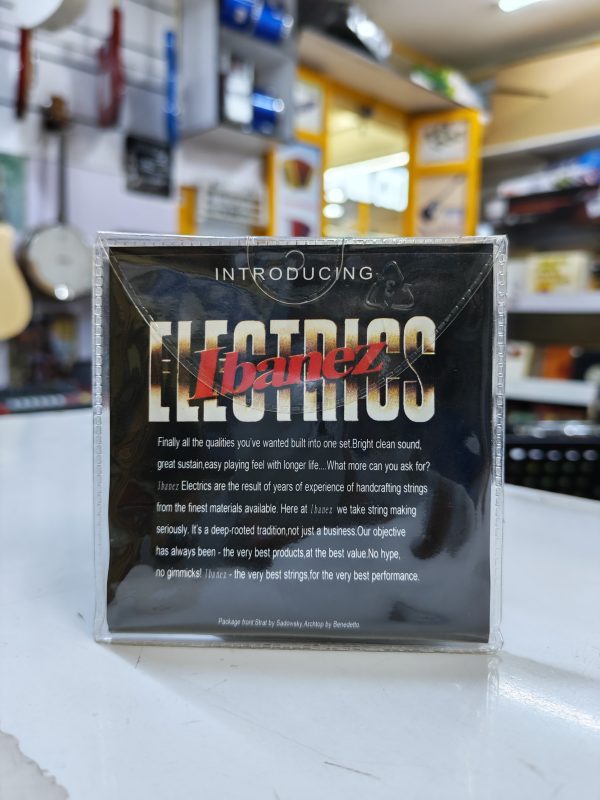 INTRODUCING
ELECTRICS
Ibanez
Finally all the qualities you've wanted built into one set.Bright clean sound,
great sustain,easy playing feel with longer life...What more can you ask for?
Ibanez Electrics are the result of years of experience of handcrafting strings
from the finest materials available. Here at Ibanez we take string making
seriously. It's a deep-rooted tradition,not just a business.Our objective
has always been - the very best products,at the best value.No hype,
no gimmicks! Ibanez - the very best strings,for the very best performance.
Package front Strat by Sadowsky,Archtop by Benedetto.